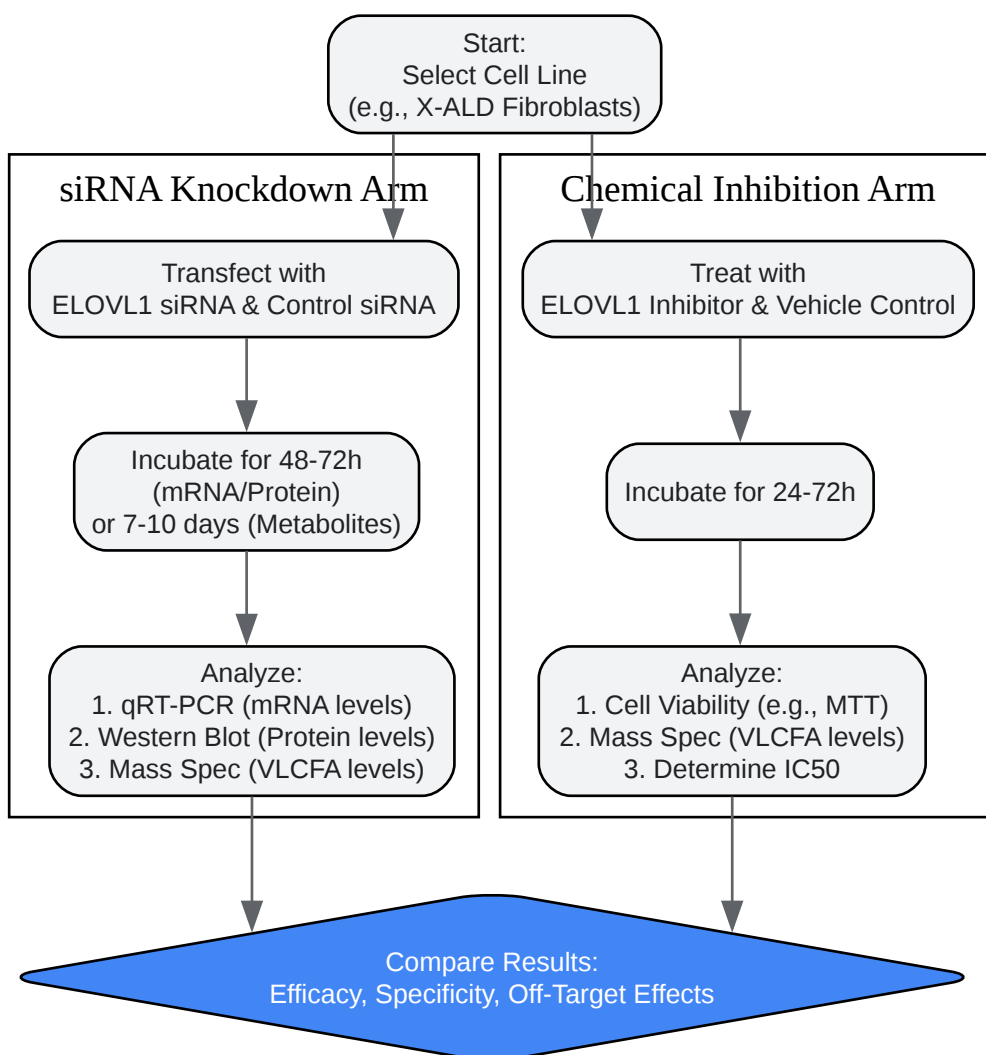 Start:
Select Cell Line
(e.g., X-ALD Fibroblasts)
siRNA Knockdown Arm
Transfect with
ELOVL1 siRNA & Control siRNA
Incubate for 48-72h
(mRNA/Protein)
or 7-10 days (Metabolites)
Analyze:
1. qRT-PCR (mRNA levels)
2. Western Blot (Protein levels)
3. Mass Spec (VLCFA levels)
Chemical Inhibition Arm
Treat with
ELOVL1 Inhibitor & Vehicle Control
Incubate for 24-72h
Analyze:
1. Cell Viability (e.g., MTT)
2. Mass Spec (VLCFA levels)
3. Determine IC50
Compare Results:
Efficacy, Specificity, Off-Target Effects